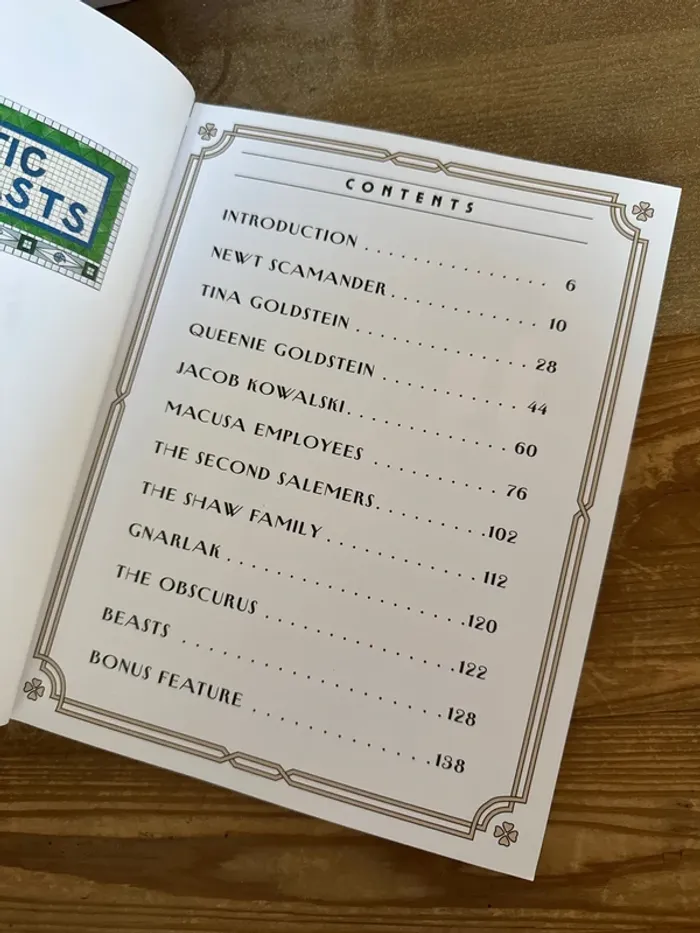 TIC
STS
CONTENTS
INTRODUCTION . . . . . . . . . . . . . . . 6
NEWT SCAMANDER . . . . . . . . . . . . 10
TINA GOLDSTEIN . . . . . . . . . . . . . . 28
QUEENIE GOLDSTEIN . . . . . . . . . . . 44
JACOB KOWALSKI . . . . . . . . . . . . . 60
MACUSA EMPLOYEES . . . . . . . . . . 76
THE SECOND SALEMERS . . . . . . . . .102
THE SHAW FAMILY . . . . . . . . . . . . 112
GNARLAK . . . . . . . . . . . . . . . . . .120
THE OBSCURUS . . . . . . . . . . . . . . .122
BEASTS . . . . . . . . . . . . . . . . . . . .128
BONUS FEATURE . . . . . . . . . . . . . .138